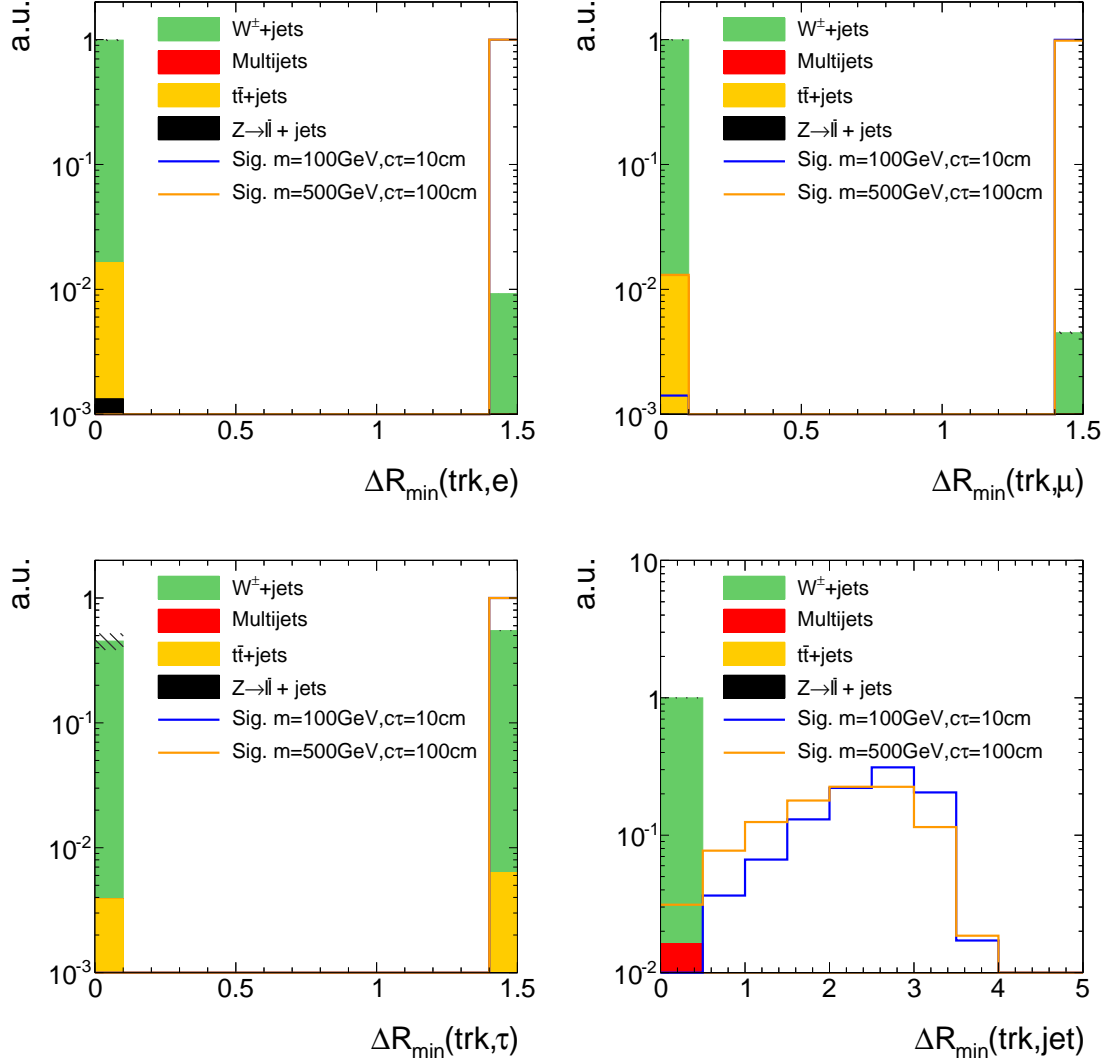 a.u.
1
10⁻¹
10⁻²
10⁻³
W±+jets
Multijets
tt̄+jets
Z→ll̄ + jets
Sig. m=100GeV,cτ=10cm
Sig. m=500GeV,cτ=100cm
0 0.5 1 1.5
ΔRmin(trk,e)
a.u.
1
10⁻¹
10⁻²
10⁻³
W±+jets
Multijets
tt̄+jets
Z→ll̄ + jets
Sig. m=100GeV,cτ=10cm
Sig. m=500GeV,cτ=100cm
0 0.5 1 1.5
ΔRmin(trk,μ)
a.u.
1
10⁻¹
10⁻²
10⁻³
W±+jets
Multijets
tt̄+jets
Z→ll̄ + jets
Sig. m=100GeV,cτ=10cm
Sig. m=500GeV,cτ=100cm
0 0.5 1 1.5
ΔRmin(trk,τ)
a.u.
10
1
10⁻¹
10⁻²
W±+jets
Multijets
tt̄+jets
Z→ll̄ + jets
Sig. m=100GeV,cτ=10cm
Sig. m=500GeV,cτ=100cm
0 1 2 3 4 5
ΔRmin(trk,jet)